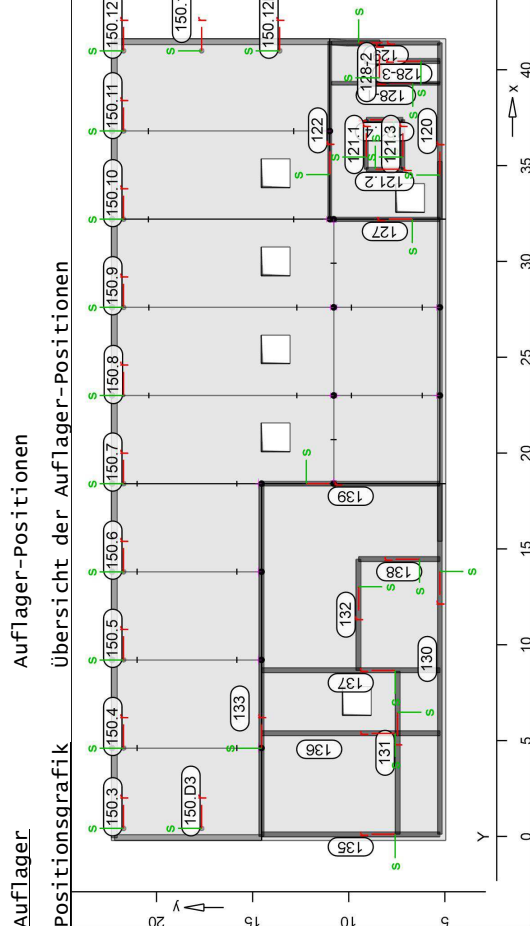 Auflager
Auflager-Positionen
Positionsgrafik
Übersicht der Auflager-Positionen
150.3
150.4
150.5
150.6
150.7
150.8
150.9
150.10
150.11
150.12
s s s s s s s s s s
r r r r r r r r r
150.D3
r
s
r
150.12
133
s
122
s
136
132
s
131
s
s
130
s
135
s
137
138
s
139
s
127
s
121.1
121.2
121.3
s
120
s
128-2
128-3
s
s
20
15
10
5
y
Y
0
5
10
15
20
25
30
35
40
x